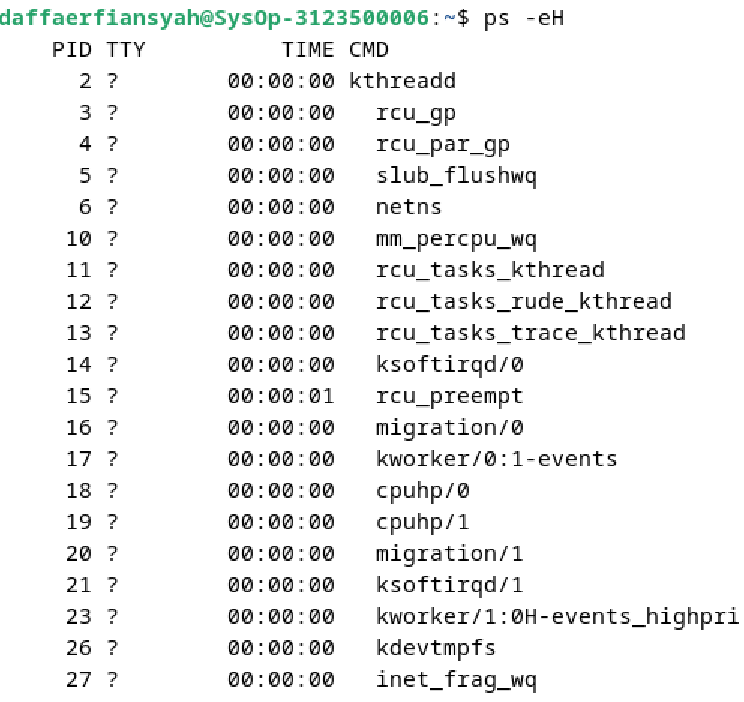 daffaerfiansyah@SysOp-3123500006:~$ ps -eH
    PID TTY          TIME CMD
      2 ?        00:00:00 kthreadd
      3 ?        00:00:00   rcu_gp
      4 ?        00:00:00   rcu_par_gp
      5 ?        00:00:00   slub_flushwq
      6 ?        00:00:00   netns
     10 ?        00:00:00   mm_percpu_wq
     11 ?        00:00:00   rcu_tasks_kthread
     12 ?        00:00:00   rcu_tasks_rude_kthread
     13 ?        00:00:00   rcu_tasks_trace_kthread
     14 ?        00:00:00   ksoftirqd/0
     15 ?        00:00:01   rcu_preempt
     16 ?        00:00:00   migration/0
     17 ?        00:00:00   kworker/0:1-events
     18 ?        00:00:00   cpuhp/0
     19 ?        00:00:00   cpuhp/1
     20 ?        00:00:00   migration/1
     21 ?        00:00:00   ksoftirqd/1
     23 ?        00:00:00   kworker/1:0H-events_highpri
     26 ?        00:00:00   kdevtmpfs
     27 ?        00:00:00   inet_frag_wq